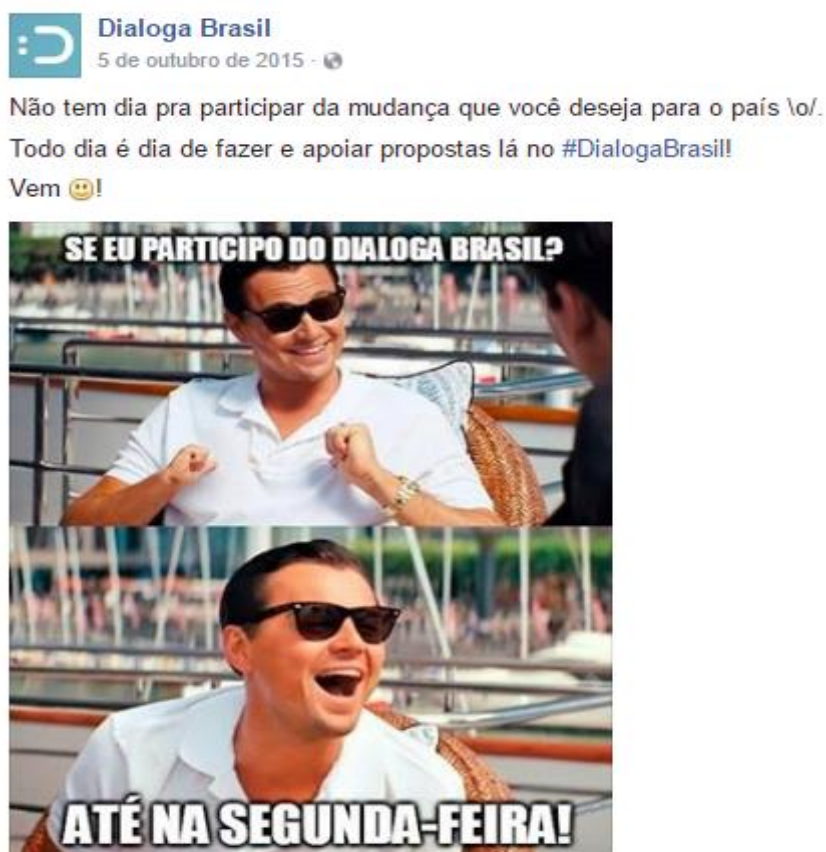 Dialoga Brasil
5 de outubro de 2015 ·
Não tem dia pra participar da mudança que você deseja para o país \o/.
Todo dia é dia de fazer e apoiar propostas lá no #DialogaBrasil!
Vem 🙂!
SE EU PARTICIPO DO DIALOGA BRASIL?
ATÉ NA SEGUNDA-FEIRA!